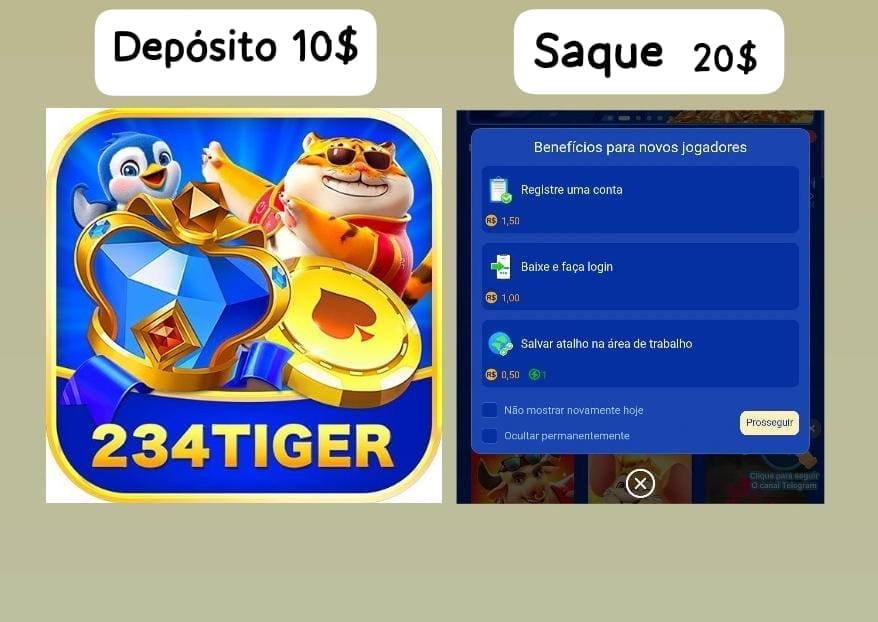 Depósito 10$
Saque 20$
234TIGER
Benefícios para novos jogadores
Registre uma conta
R$ 1,50
Baixe e faça login
R$ 1,00
Salvar atalho na área de trabalho
R$ 0,50 1
Não mostrar novamente hoje
Ocultar permanentemente
Prosseguir
Clique para seguir
O canal Telegram